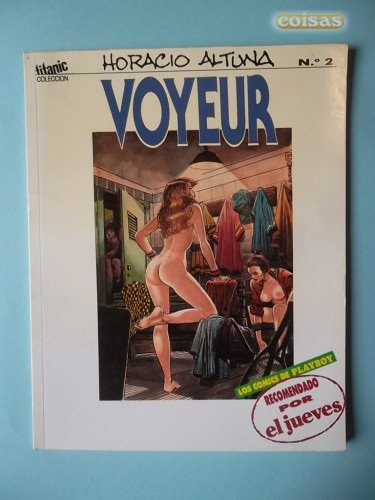 coisas
titanic
COLECCION
HORACIO ALTUNA
N.º 2
VOYEUR
LOS COMICS DE PLAYBOY
RECOMENDADO
POR
el jueves